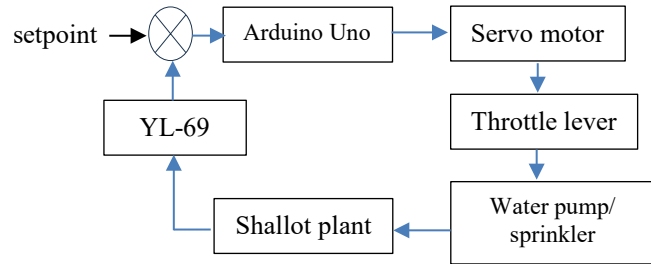 setpoint
Arduino Uno
Servo motor
YL-69
Throttle lever
Shallot plant
Water pump/
sprinkler